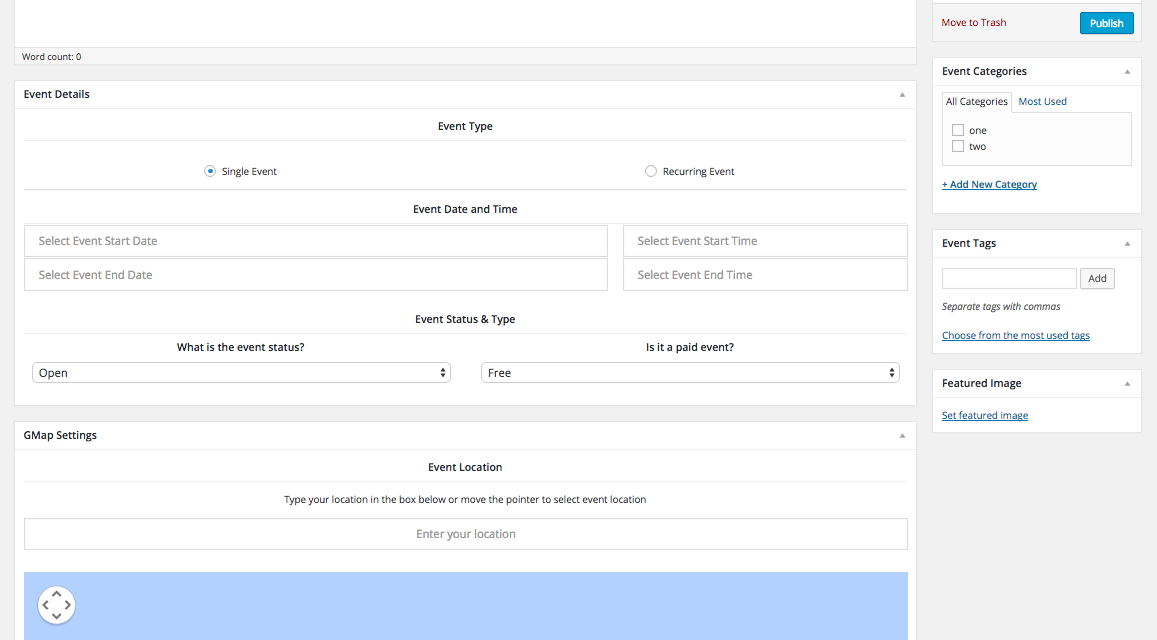 Word count: 0
Event Details
Event Type
Single Event
Recurring Event
Event Date and Time
Select Event Start Date
Select Event Start Time
Select Event End Date
Select Event End Time
Event Status & Type
What is the event status?
Is it a paid event?
Open
Free
GMap Settings
Event Location
Type your location in the box below or move the pointer to select event location
Enter your location
Move to Trash
Publish
Event Categories
All Categories
Most Used
one
two
+ Add New Category
Event Tags
Add
Separate tags with commas
Choose from the most used tags
Featured Image
Set featured image